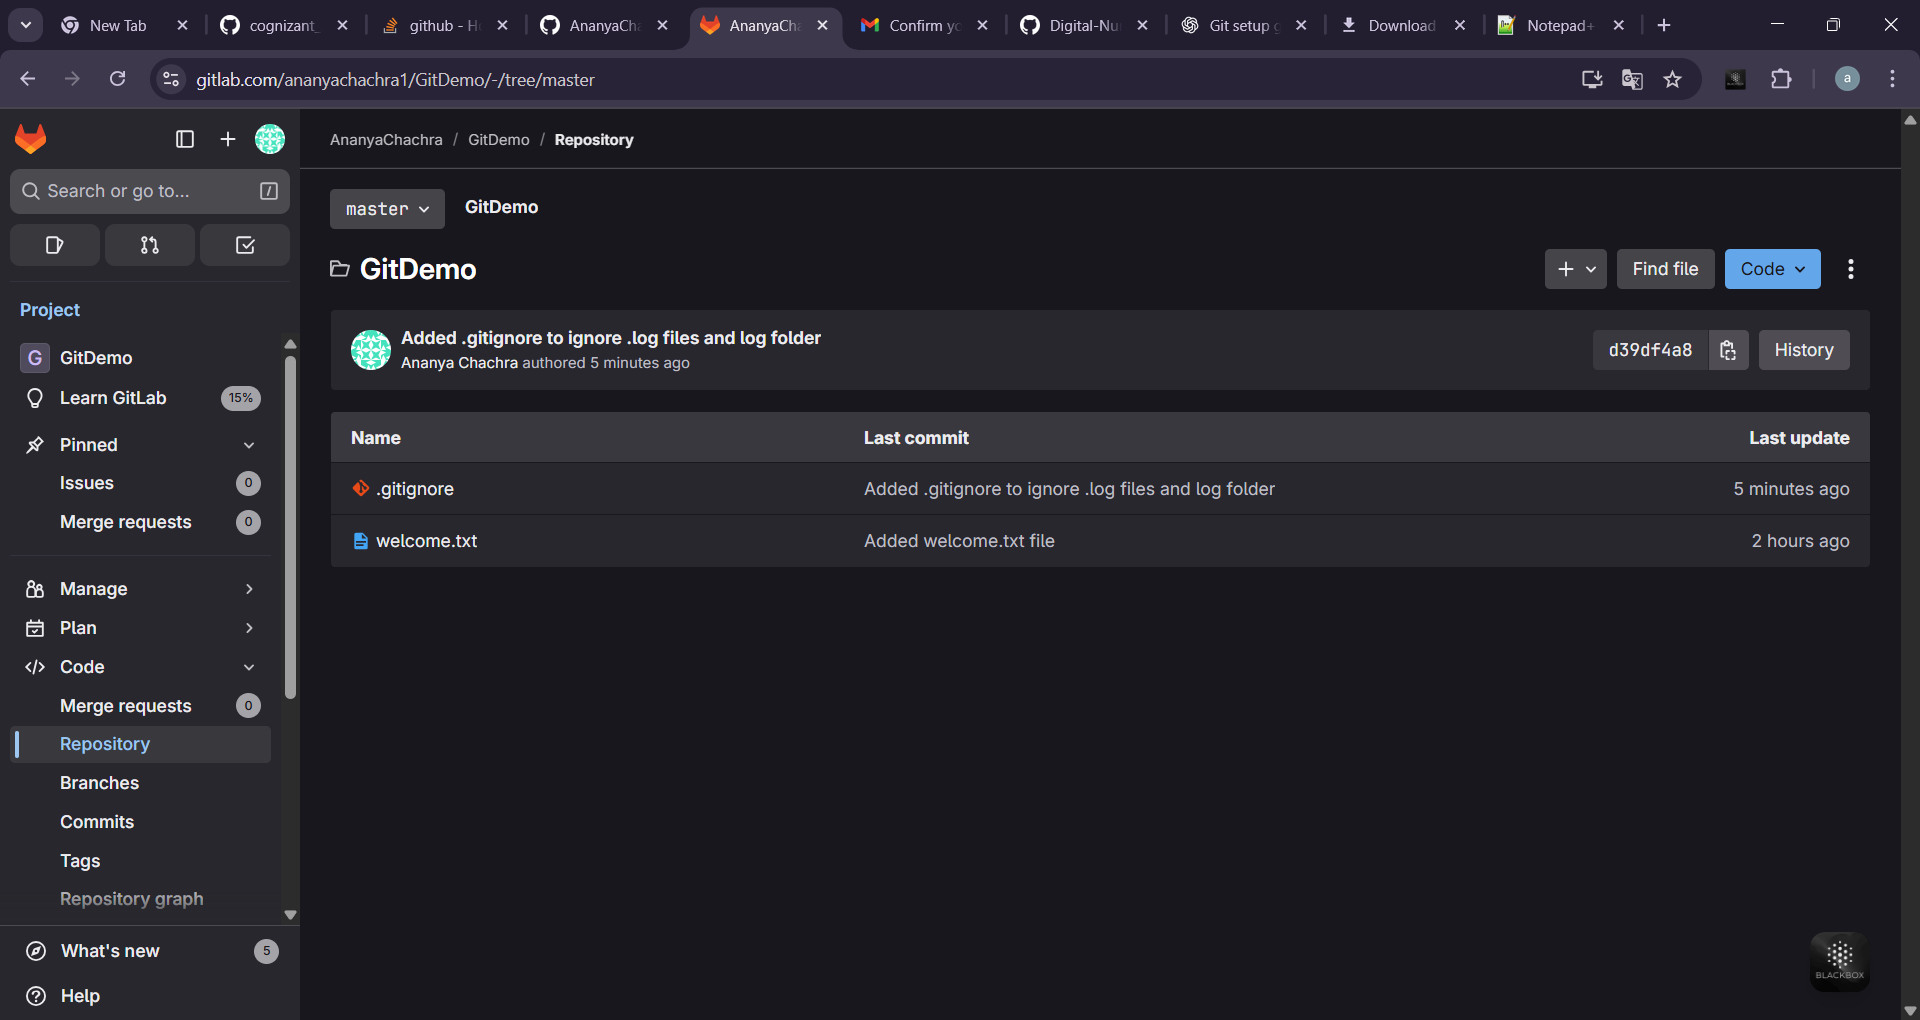 New Tab
cognizant_
github - H
AnanyaCha
AnanyaCha
Confirm yo
Digital-Nu
Git setup g
Download
Notepad+
gitlab.com/ananyachachra1/GitDemo/-/tree/master
a
AnanyaChachra / GitDemo / Repository
Search or go to...
/
master
GitDemo
GitDemo
Find file
Code
Project
Added .gitignore to ignore .log files and log folder
Ananya Chachra authored 5 minutes ago
d39df4a8
History
G GitDemo
Learn GitLab 15%
Pinned
Issues 0
Merge requests 0
Name Last commit Last update
.gitignore Added .gitignore to ignore .log files and log folder 5 minutes ago
welcome.txt Added welcome.txt file 2 hours ago
Manage
Plan
Code
Merge requests 0
Repository
Branches
Commits
Tags
Repository graph
What's new 5
Help
BLACKBOX